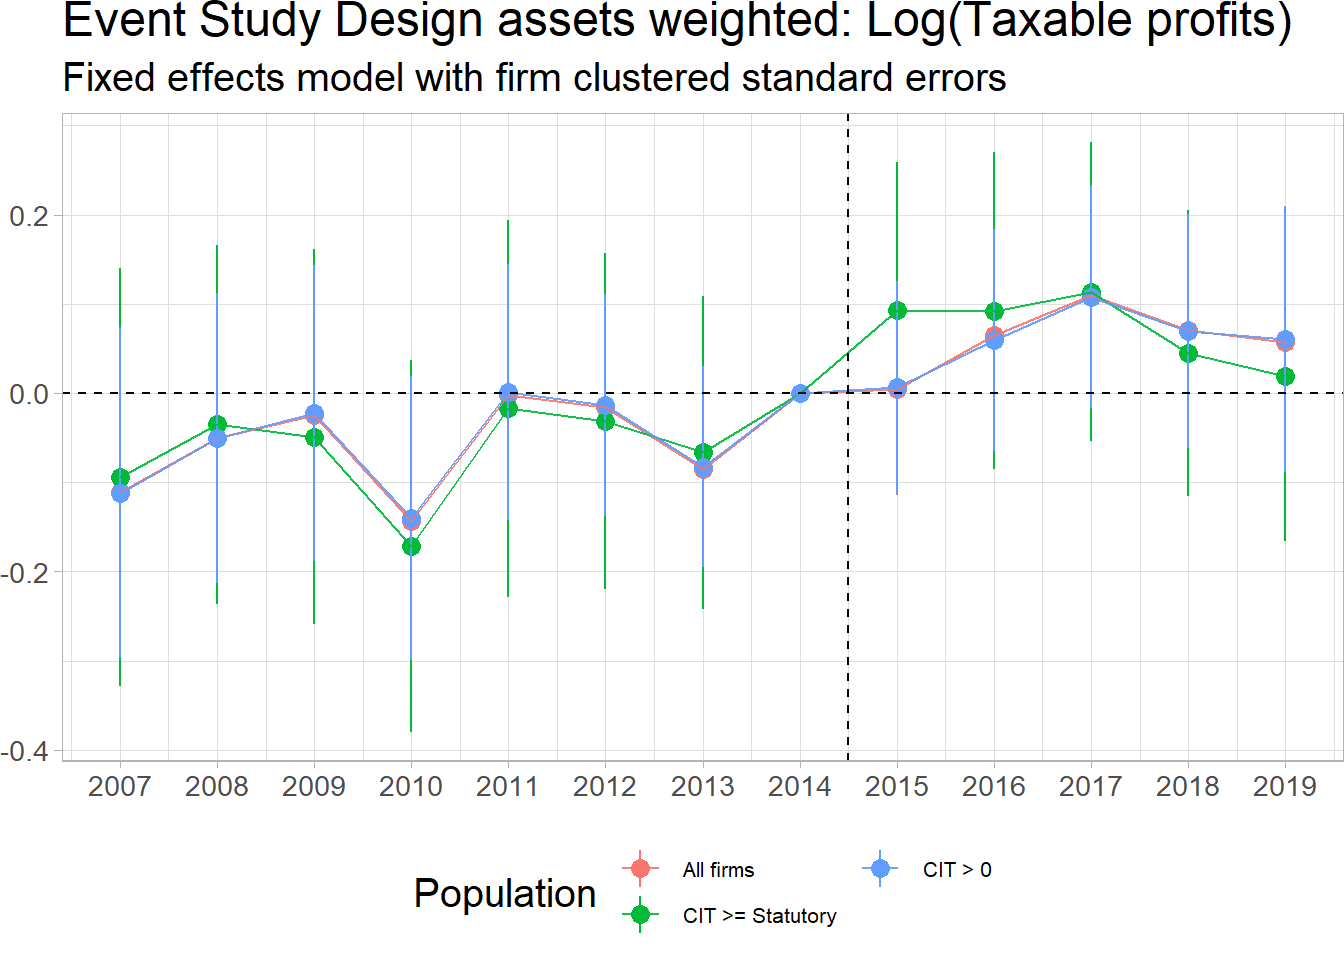 Event Study Design assets weighted: Log(Taxable profits)
Fixed effects model with firm clustered standard errors
0.2
0.0
-0.2
-0.4
2007 2008 2009 2010 2011 2012 2013 2014 2015 2016 2017 2018 2019
Population
All firms
CIT > 0
CIT >= Statutory